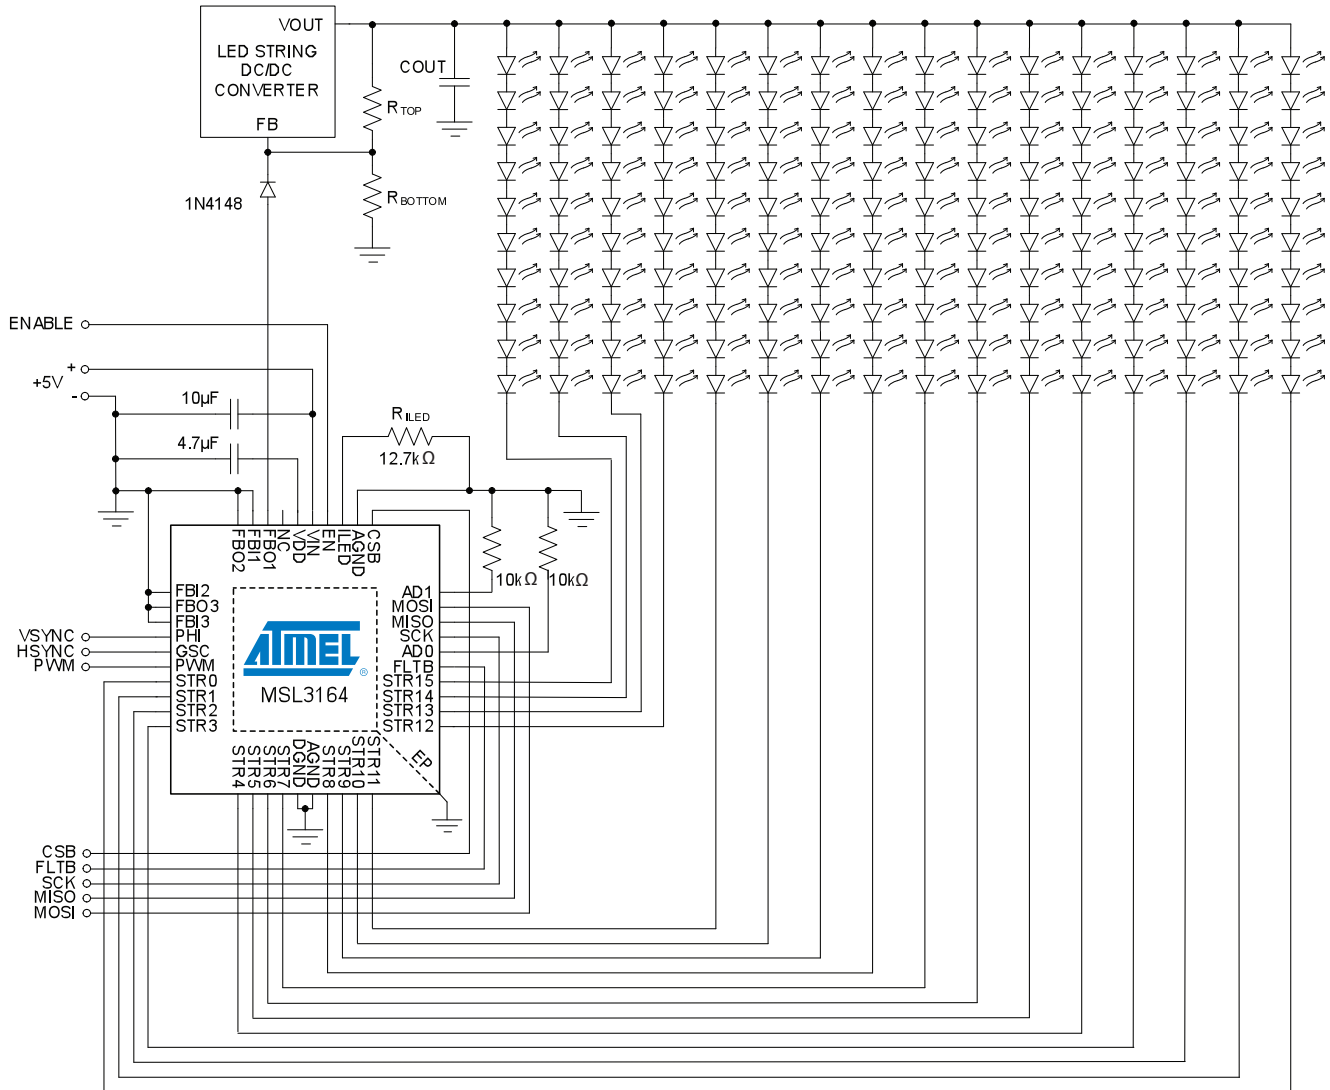 VOUT
LED STRING
DC/DC
CONVERTER
FB
COUT
RTOP
RBOTTOM
1N4148
ENABLE
+
+5V
-
10µF
4.7µF
RILED
12.7kΩ
10kΩ
10kΩ
FBO2
FBI1
FBO1
NC
VDD
VIN
EN
ILED
AGND
CSB
FBI2
FBO3
FBI3
PHI
GSC
PWM
STR0
STR1
STR2
STR3
VSYNC
HSYNC
PWM
ATMEL
®
MSL3164
AD1
MOSI
MISO
SCK
AD0
FLTB
STR15
STR14
STR13
STR12
STR4
STR5
STR6
STR7
DGND
AGND
STR8
STR9
STR10
STR11
EP
CSB
FLTB
SCK
MISO
MOSI